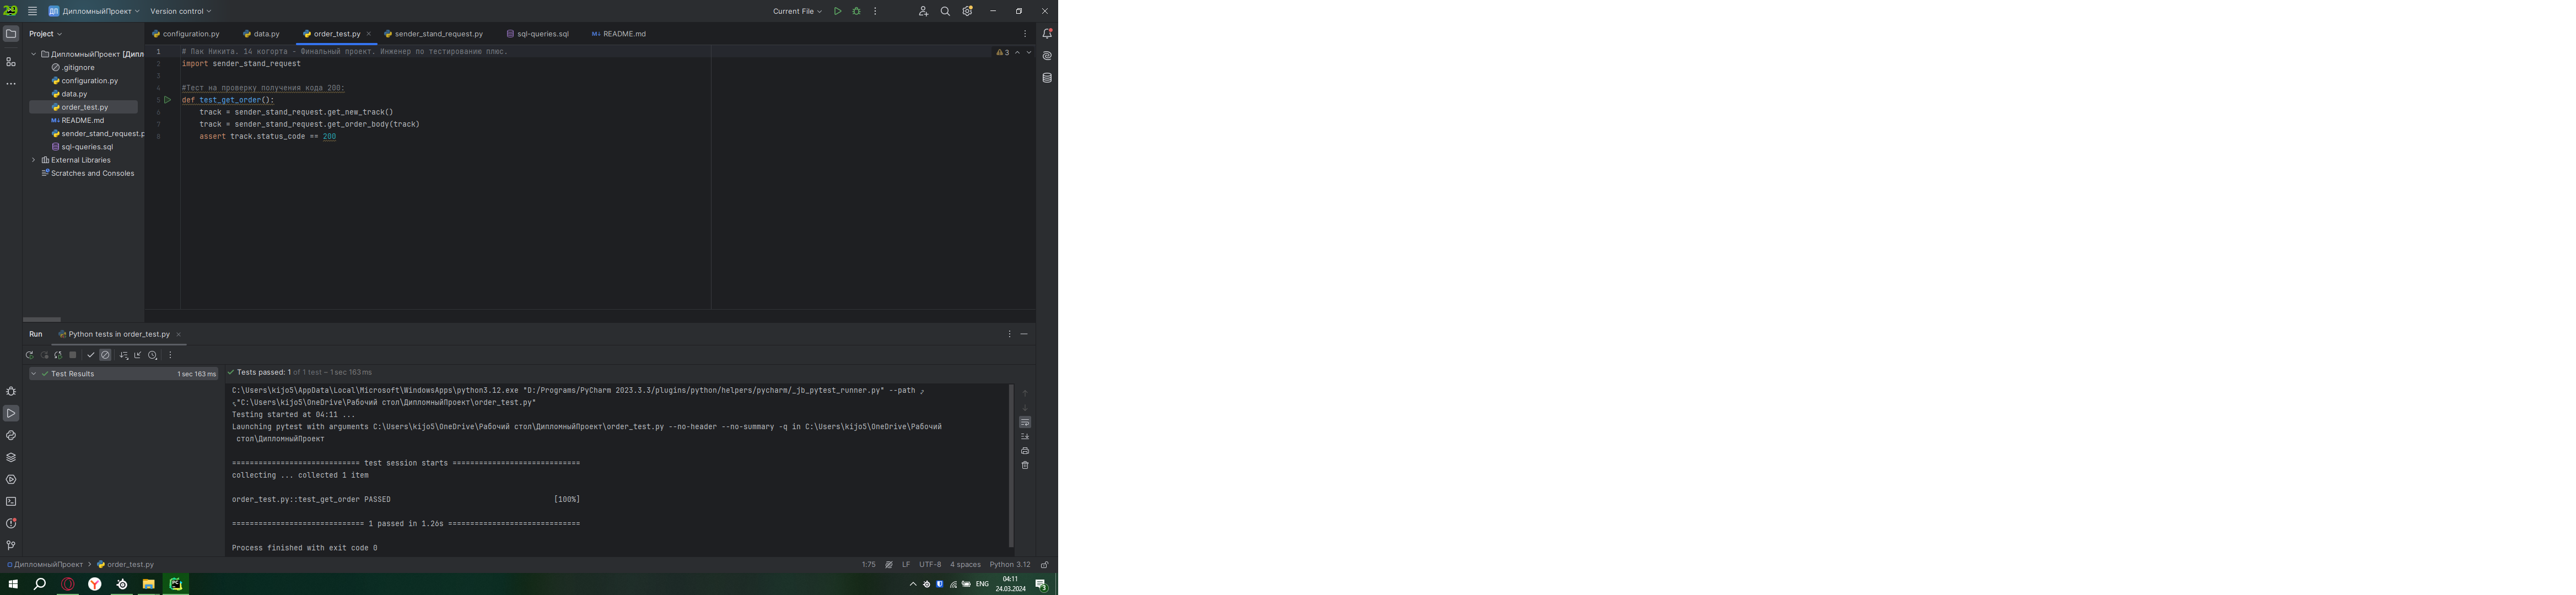 29
ДП ДипломныйПроект Version control Current File
Project
configuration.py data.py order_test.py sender_stand_request.py sql-queries.sql M↓ README.md
ДипломныйПроект [Дипл
.gitignore
configuration.py
data.py
order_test.py
M↓ README.md
sender_stand_request.p
sql-queries.sql
External Libraries
Scratches and Consoles
1 # Пак Никита. 14 когорта - Финальный проект. Инженер по тестированию плюс.
2 import sender_stand_request
3
4 #Тест на проверку получения кода 200:
5 def test_get_order():
6 track = sender_stand_request.get_new_track()
7 track = sender_stand_request.get_order_body(track)
8 assert track.status_code == 200
3
Run Python tests in order_test.py
Test Results 1 sec 163 ms
Tests passed: 1 of 1 test – 1 sec 163 ms
C:\Users\kijo5\AppData\Local\Microsoft\WindowsApps\python3.12.exe "D:/Programs/PyCharm 2023.3.3/plugins/python/helpers/pycharm/_jb_pytest_runner.py" --path
"C:\Users\kijo5\OneDrive\Рабочий стол\ДипломныйПроект\order_test.py"
Testing started at 04:11 ...
Launching pytest with arguments C:\Users\kijo5\OneDrive\Рабочий стол\ДипломныйПроект\order_test.py --no-header --no-summary -q in C:\Users\kijo5\OneDrive\Рабочий
стол\ДипломныйПроект
============================= test session starts =============================
collecting ... collected 1 item
order_test.py::test_get_order PASSED [100%]
============================== 1 passed in 1.26s ==============================
Process finished with exit code 0
ДипломныйПроект > order_test.py 1:75 LF UTF-8 4 spaces Python 3.12
ENG 04:11
24.03.2024
3